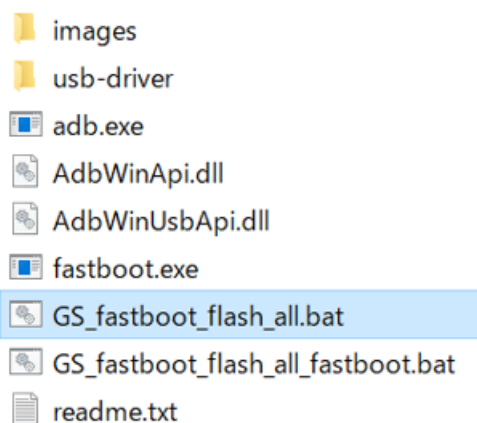 images
usb-driver
adb.exe
AdbWinApi.dll
AdbWinUsbApi.dll
fastboot.exe
GS_fastboot_flash_all.bat
GS_fastboot_flash_all_fastboot.bat
readme.txt